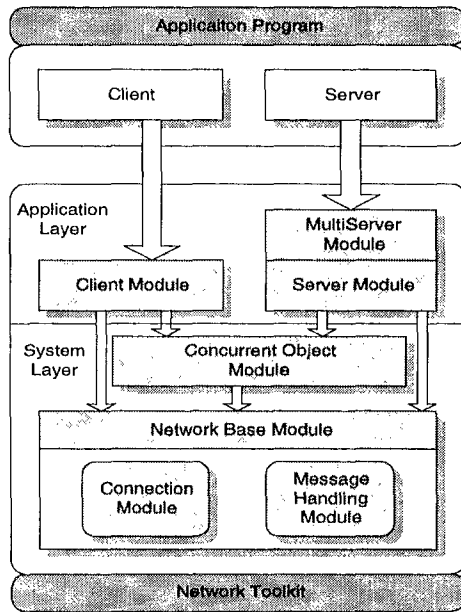 Applicaiton Program
Client
Server
Application
Layer
MultiServer
Module
Client Module
Server Module
System
Layer
Concurrent Object
Module
Network Base Module
Connection
Module
Message
Handling
Module
Network Toolkit